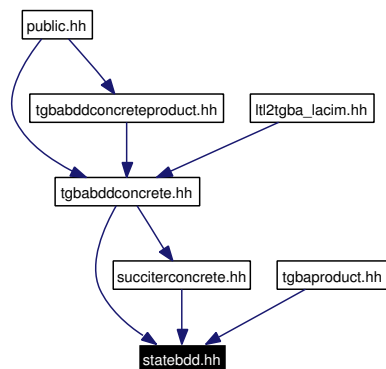 public.hh
tgbabddconcreteproduct.hh
ltl2tgba_lacim.hh
tgbabddconcrete.hh
succiterconcrete.hh
tgbaproduct.hh
statebdd.hh